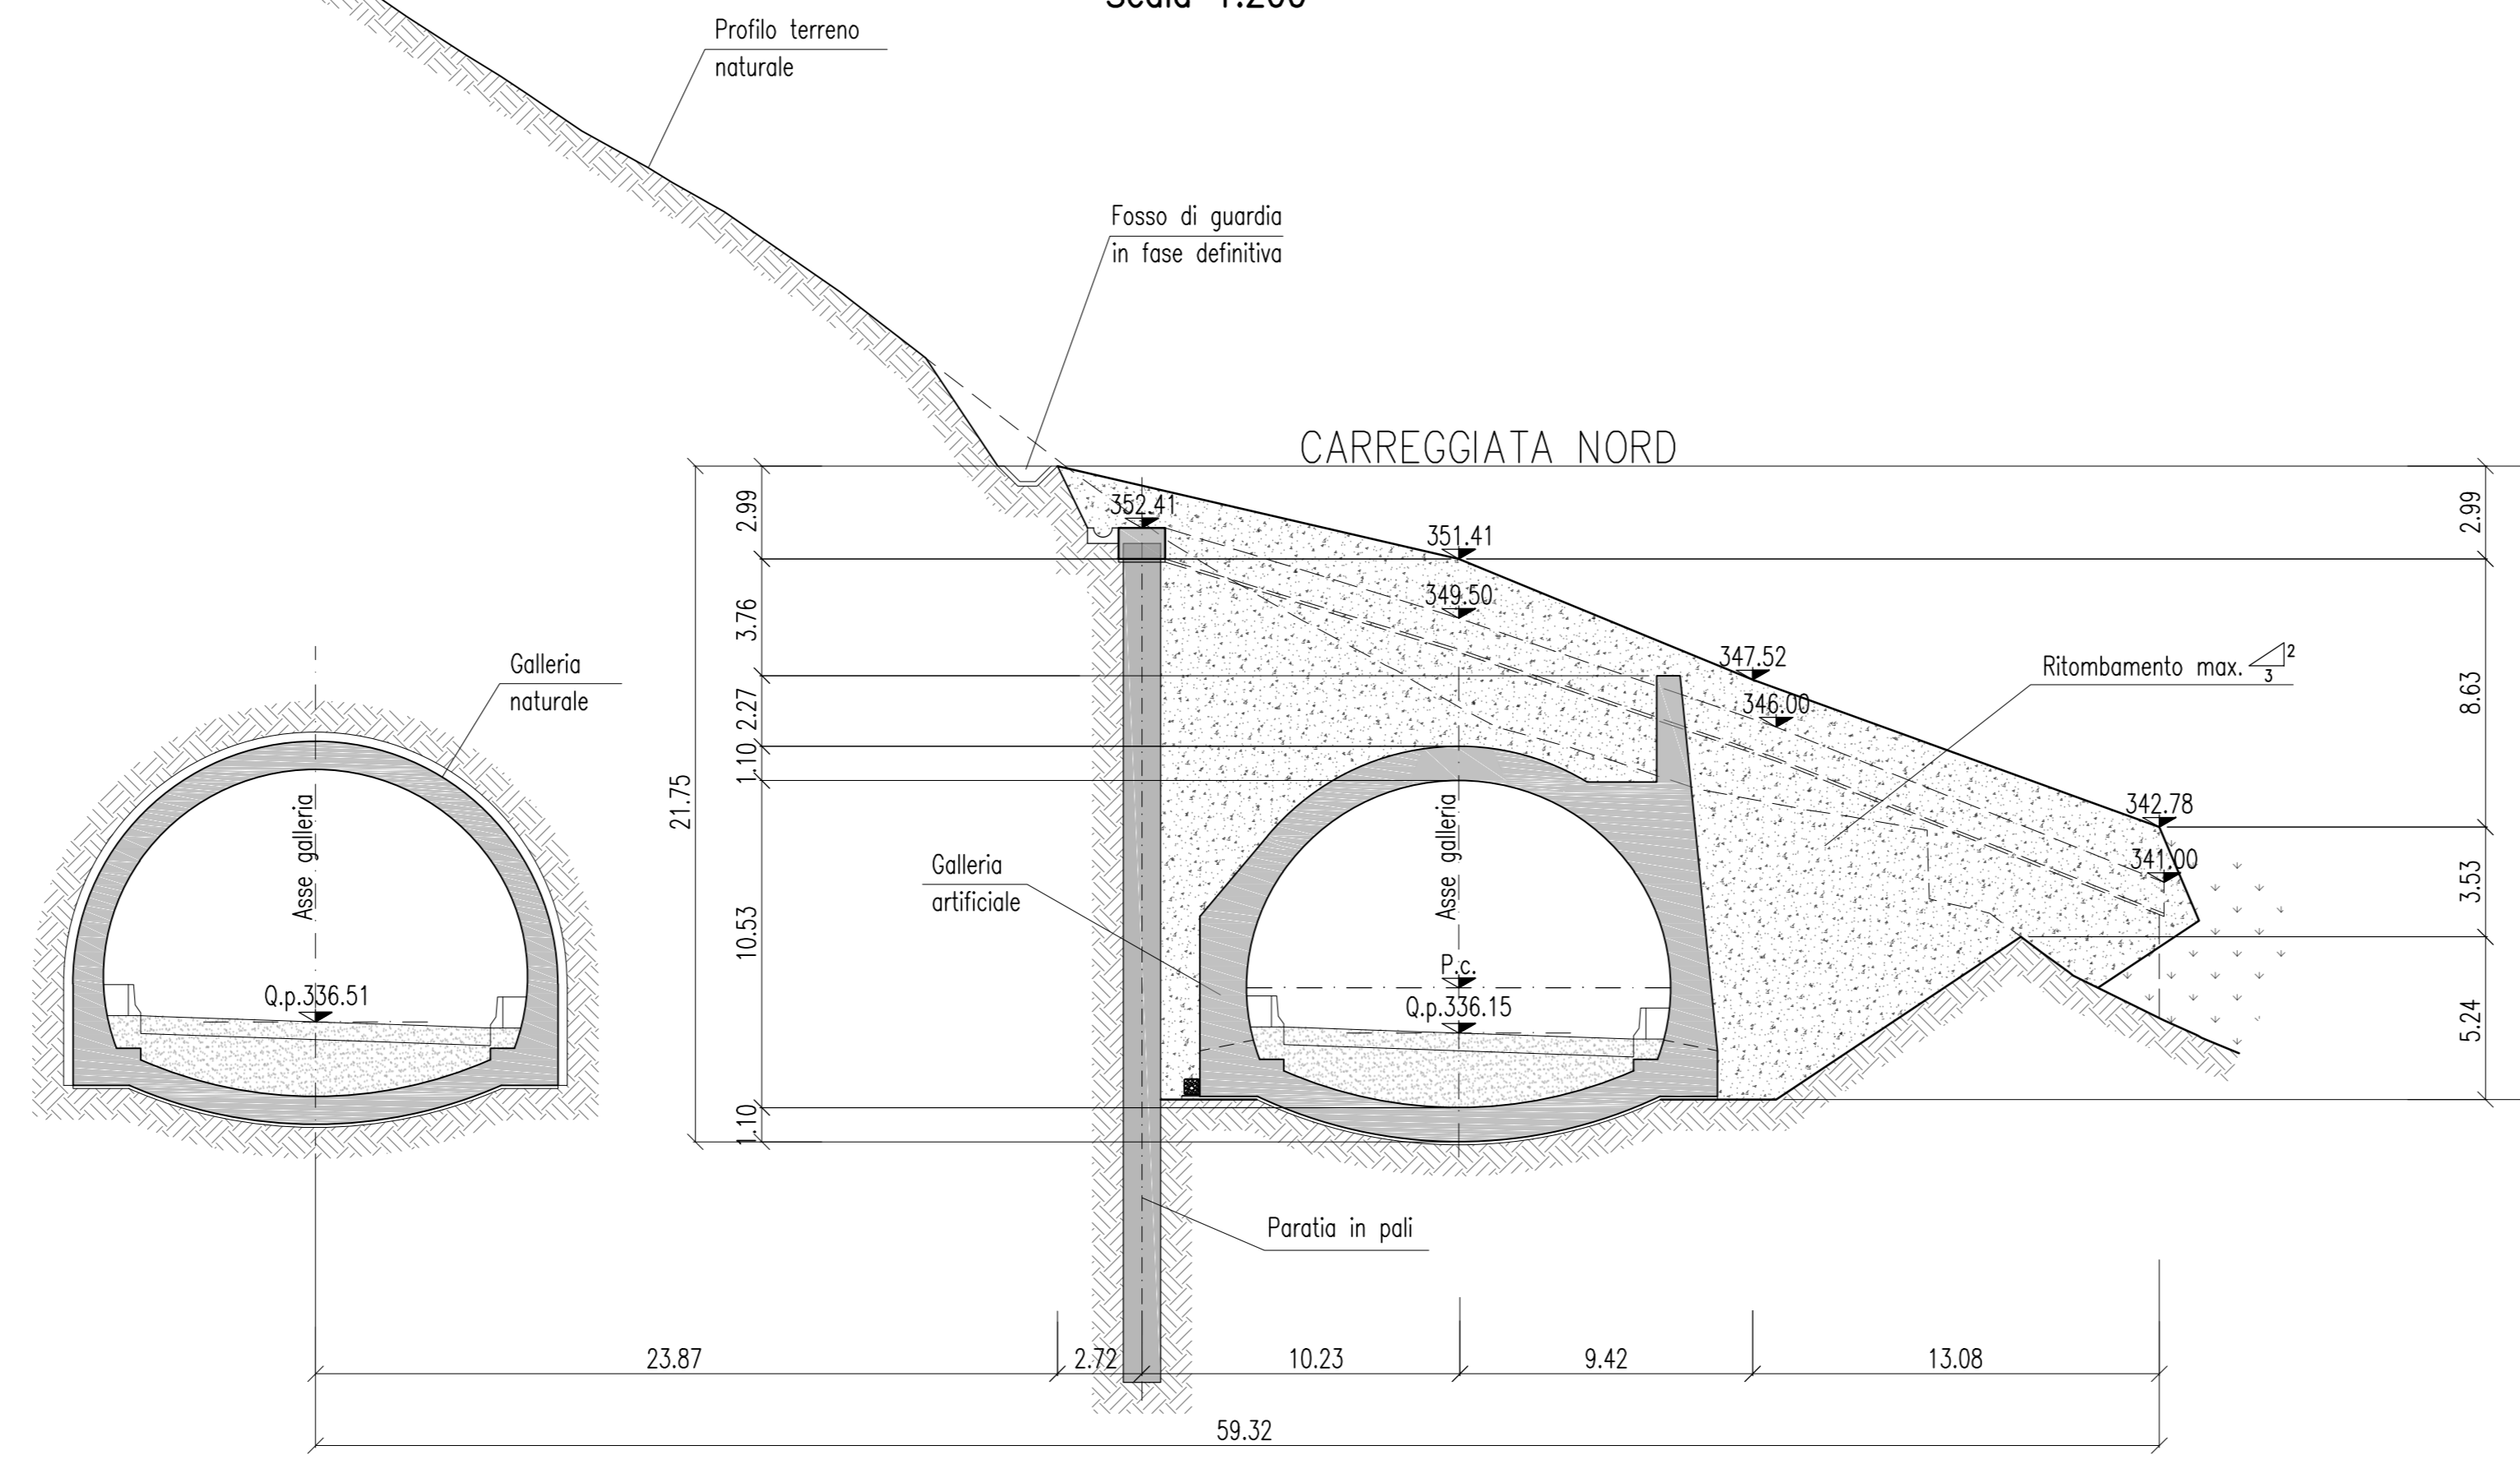 Scala 1:200
Profilo terreno
naturale
Fosso di guardia
in fase definitiva
CARREGGIATA NORD
2.99
352.41
351.41
2.99
3.76
349.50
347.52
Ritombamento max. 2
3
346.00
8.63
Galleria
naturale
2.27
1.10
21.75
Asse galleria
Asse galleria
342.78
341.00
3.53
Galleria
artificiale
10.53
P.c.
Q.p.336.51
Q.p.336.15
5.24
1.10
Paratia in pali
23.87
2.72
10.23
9.42
13.08
59.32